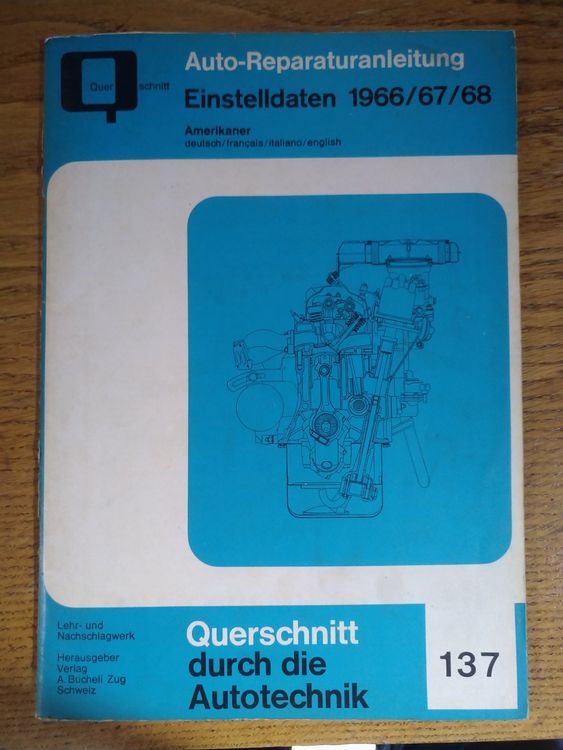 Quer schnitt
Auto-Reparaturanleitung
Einstelldaten 1966/67/68
Amerikaner
deutsch/français/italiano/english
Lehr- und
Nachschlagwerk
Herausgeber
Verlag
A. Bucheli Zug
Schweiz
Querschnitt
durch die
Autotechnik
137